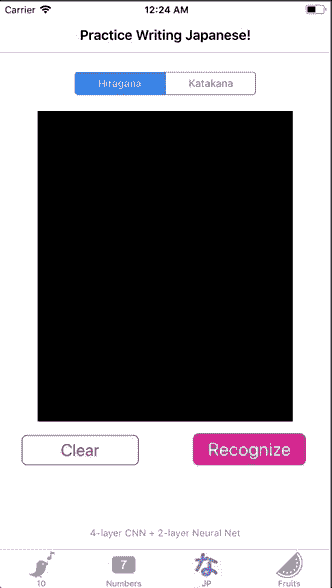 Carrier 12:24 AM
Practice Writing Japanese!
Hiragana Katakana
Clear Recognize
4-layer CNN + 2-layer Neural Net
7 な
10 Numbers JP Fruits